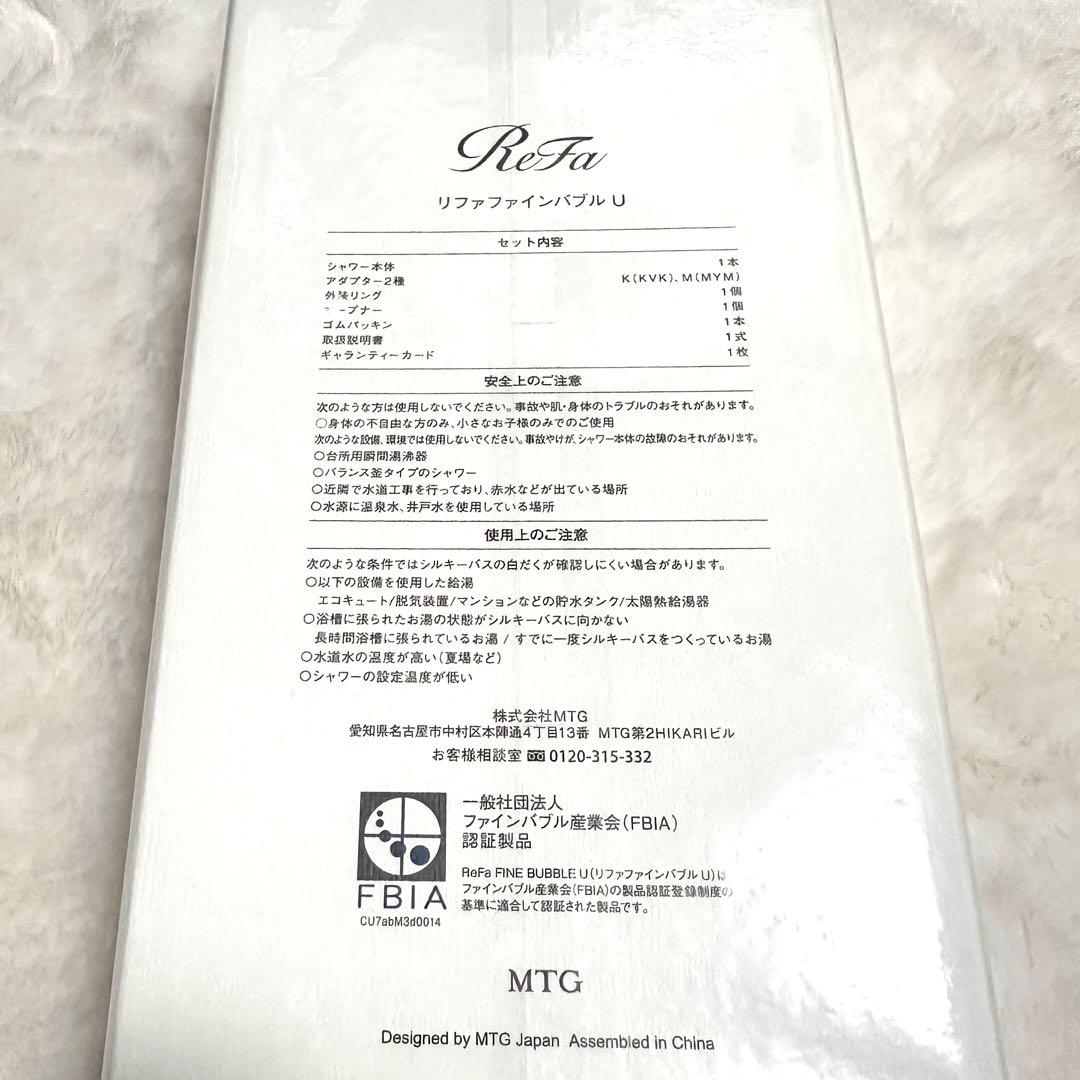 ReFa
リファファインバブル U
セット内容
シャワー本体 1本
アダプター2種 K(KVK)、M(MYM)
外装リング 1個
ープナー 1個
ゴムパッキン 1本
取扱説明書 1式
ギャランティーカード 1枚
安全上のご注意
次のような方は使用しないでください。事故や肌・身体のトラブルのおそれがあります。
○身体の不自由な方のみ、小さなお子様のみでのご使用
次のような設備、環境では使用しないでください。事故やけが、シャワー本体の故障のおそれがあります。
○台所用瞬間湯沸器
○バランス釜タイプのシャワー
○近隣で水道工事を行っており、赤水などが出ている場所
○水源に温泉水、井戸水を使用している場所
使用上のご注意
次のような条件ではシルキーバスの白だくが確認しにくい場合があります。
○以下の設備を使用した給湯
エコキュート/脱気装置/マンションなどの貯水タンク/太陽熱給湯器
○浴槽に張られたお湯の状態がシルキーバスに向かない
長時間浴槽に張られているお湯 / すでに一度シルキーバスをつくっているお湯
○水道水の温度が高い(夏場など)
○シャワーの設定温度が低い
株式会社MTG
愛知県名古屋市中村区本陣通4丁目13番 MTG第2HIKARIビル
お客様相談室 0120-315-332
一般社団法人
ファインバブル産業会(FBIA)
認証製品
FBIA
CU7abM3d0014
ReFa FINE BUBBLE U(リファファインバブル U)は
ファインバブル産業会(FBIA)の製品認証登録制度の
基準に適合して認証された製品です。
MTG
Designed by MTG Japan Assembled in China